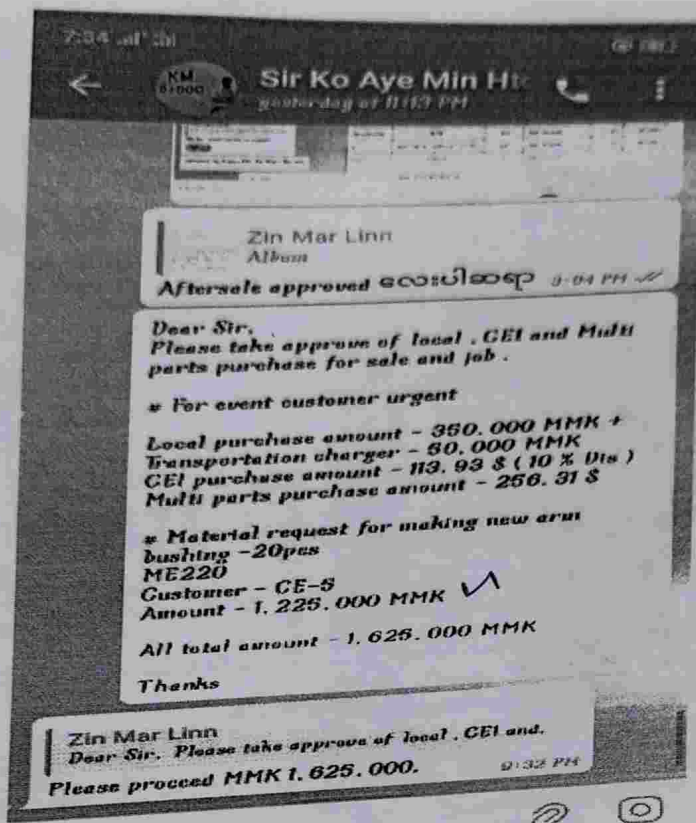 7:34
Sir Ko Aye Min Ht
yesterday at 11:13 PM
KM
Zin Mar Linn
Album
Aftersale approved လေးပါဆရာ 9:04 PM
Dear Sir,
Please take approve of local , CEI and Multi
parts purchase for sale and job .
# For event customer urgent
Local purchase amount - 350.000 MMK +
Transportation charger - 50.000 MMK
CEI purchase amount - 113. 93 $ ( 10 % Dis )
Multi parts purchase amount - 256. 31 $
# Material request for making new arm
bushing -20pcs
ME220
Customer - CE-5
Amount - 1. 225.000 MMK
All total amount - 1. 625. 000 MMK
Thanks
Zin Mar Linn
Dear Sir, Please take approve of local , CEI and.
Please proceed MMK 1. 625. 000.
9:32 PM